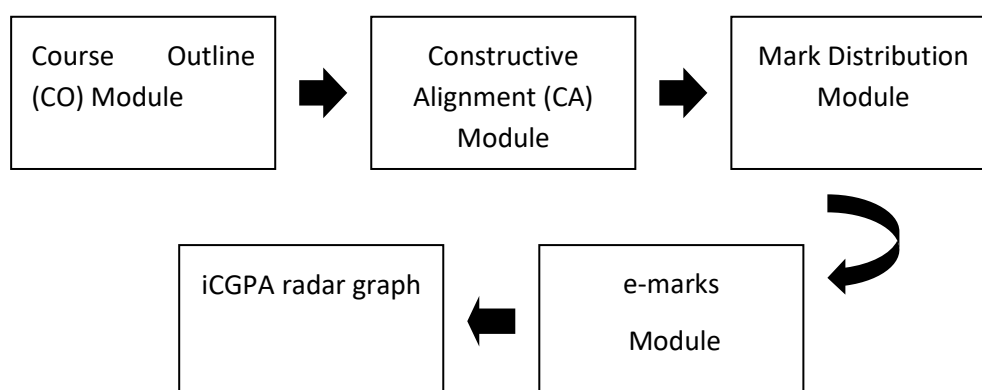 Course Outline
(CO) Module
Constructive
Alignment (CA)
Module
Mark Distribution
Module
iCGPA radar graph
e-marks
Module